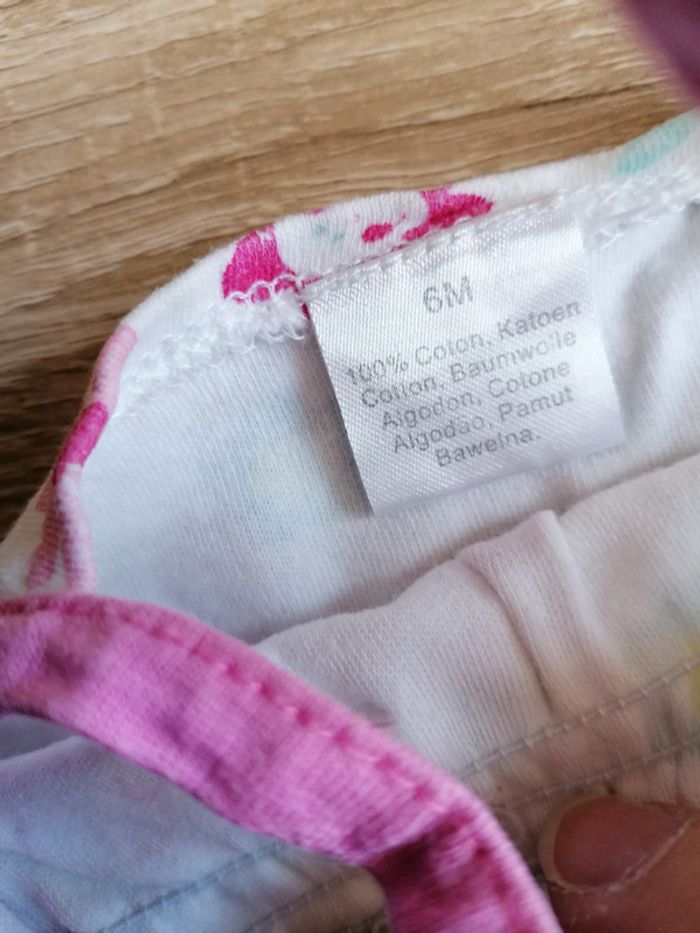 6M
100% Coton, Katoen
Cotton, Baumwolle
Algodon, Cotone
Algodao, Pamut
Bawelna.